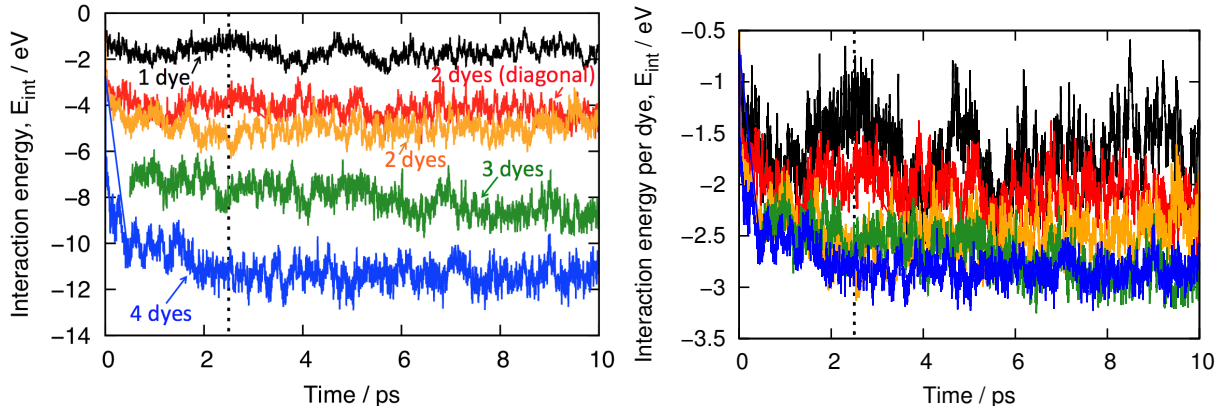 Interaction energy, E_int / eV
0
−2
−4
−6
−8
−10
−12
−14
1 dye
2 dyes (diagonal)
2 dyes
3 dyes
4 dyes
0 2 4 6 8 10
Time / ps
Interaction energy per dye, E_int / eV
−0.5
−1
−1.5
−2
−2.5
−3
−3.5
0 2 4 6 8 10
Time / ps